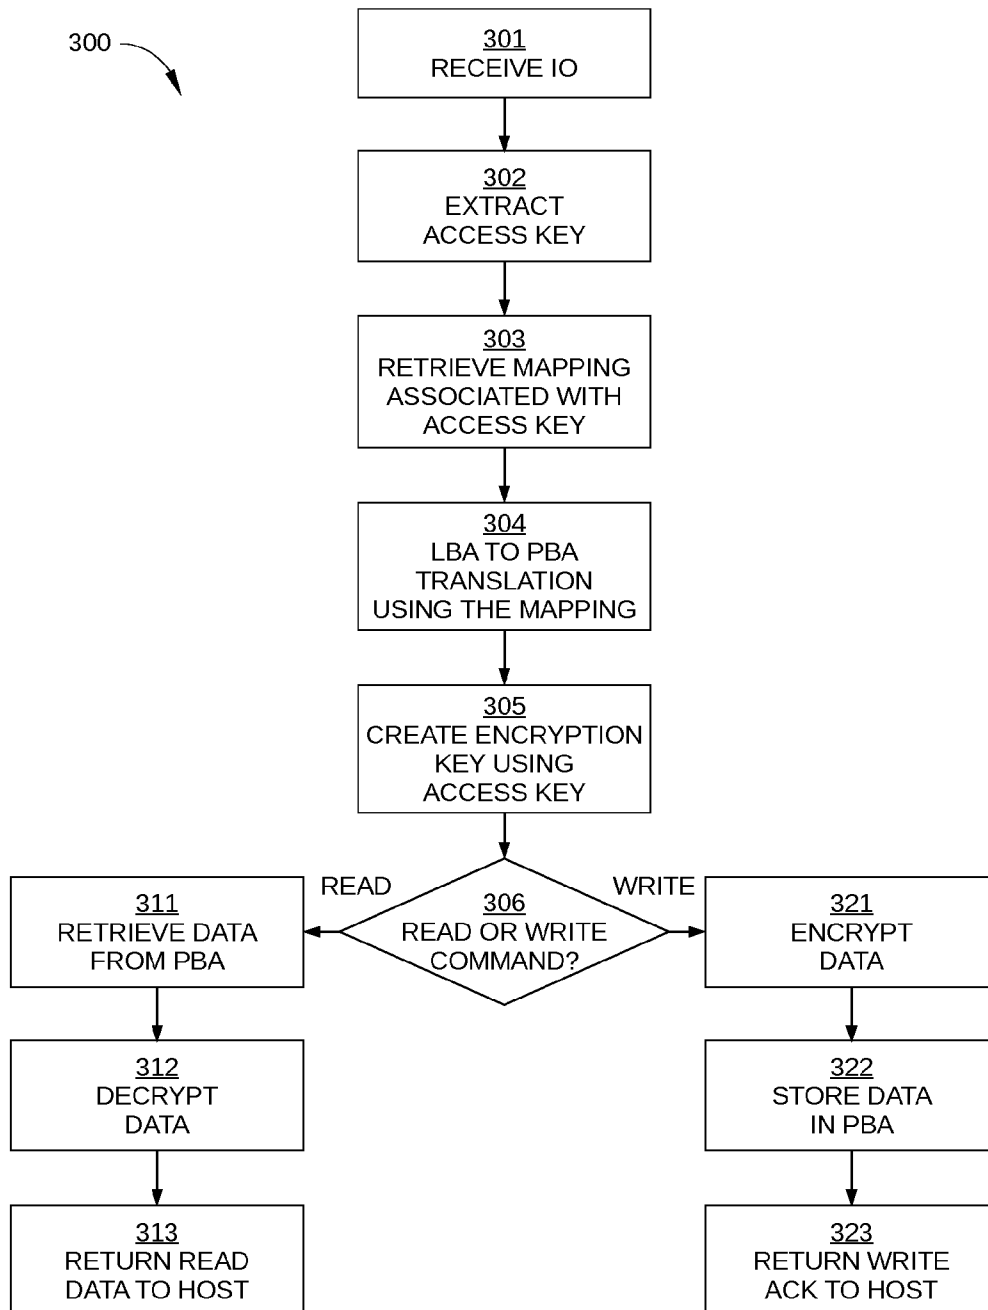 300
301
RECEIVE IO
302
EXTRACT
ACCESS KEY
303
RETRIEVE MAPPING
ASSOCIATED WITH
ACCESS KEY
304
LBA TO PBA
TRANSLATION
USING THE MAPPING
305
CREATE ENCRYPTION
KEY USING
ACCESS KEY
306
READ OR WRITE
COMMAND?
READ
311
RETRIEVE DATA
FROM PBA
312
DECRYPT
DATA
313
RETURN READ
DATA TO HOST
WRITE
321
ENCRYPT
DATA
322
STORE DATA
IN PBA
323
RETURN WRITE
ACK TO HOST